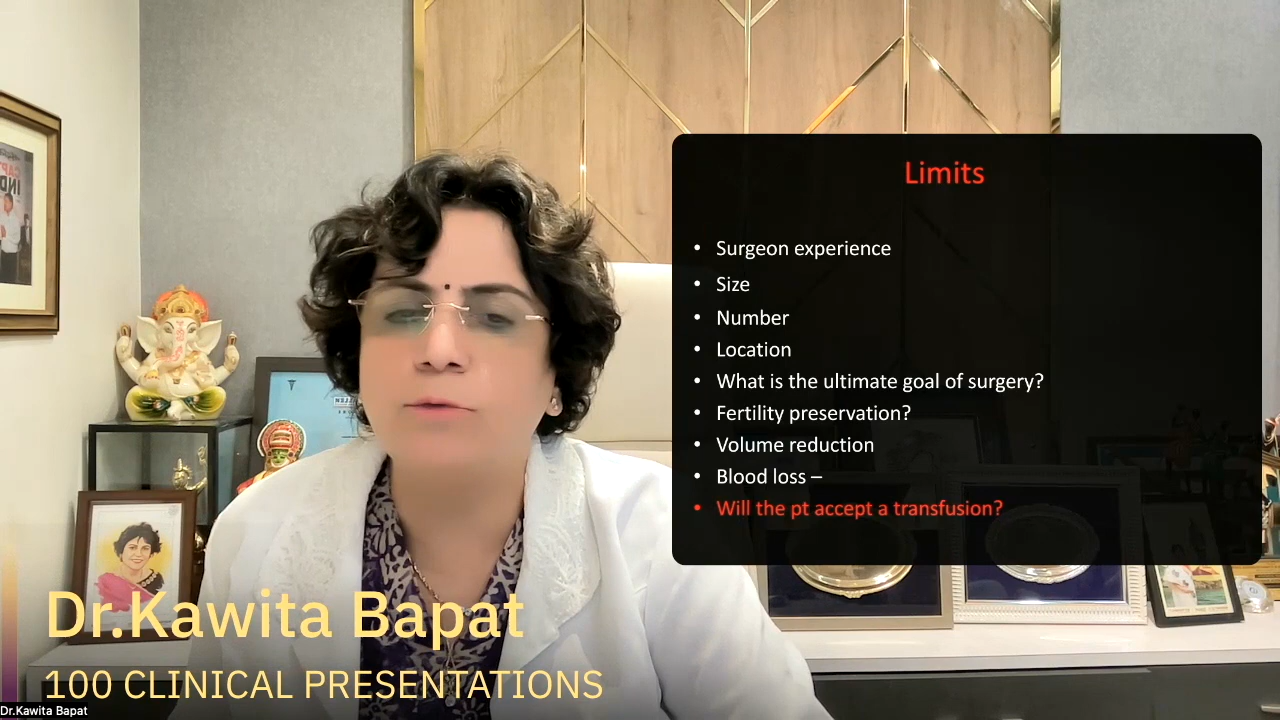 Limits
• Surgeon experience
• Size
• Number
• Location
• What is the ultimate goal of surgery?
• Fertility preservation?
• Volume reduction
• Blood loss –
• Will the pt accept a transfusion?
Dr.Kawita Bapat
100 CLINICAL PRESENTATIONS
Dr.Kawita Bapat